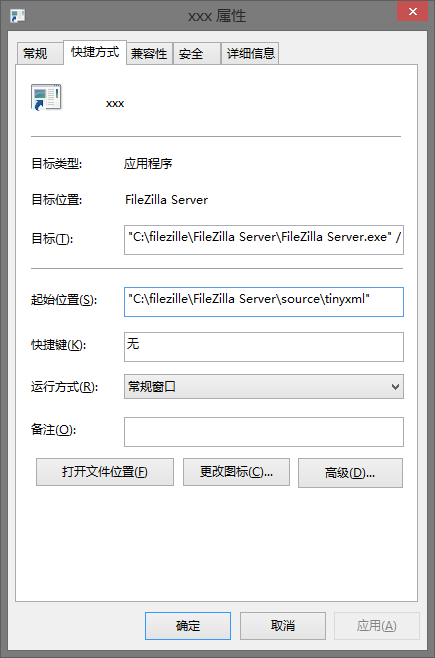 xxx 属性
常规 快捷方式 兼容性 安全 详细信息
xxx
目标类型: 应用程序
目标位置: FileZilla Server
目标(T): "C:\filezille\FileZilla Server\FileZilla Server.exe" /
起始位置(S): "C:\filezille\FileZilla Server\source\tinyxml"
快捷键(K): 无
运行方式(R): 常规窗口
备注(O):
打开文件位置(F) 更改图标(C)... 高级(D)...
确定 取消 应用(A)